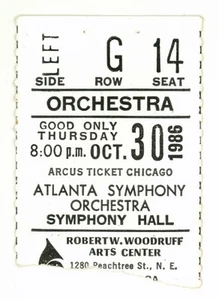 LEFT G 14
SIDE ROW SEAT
ORCHESTRA
GOOD ONLY
THURSDAY
8:00 p.m. OCT. 30 1986
ARCUS TICKET CHICAGO
ATLANTA SYMPHONY
ORCHESTRA
SYMPHONY HALL
ROBERT W. WOODRUFF
ARTS CENTER
1280 Peachtree St., N. E.